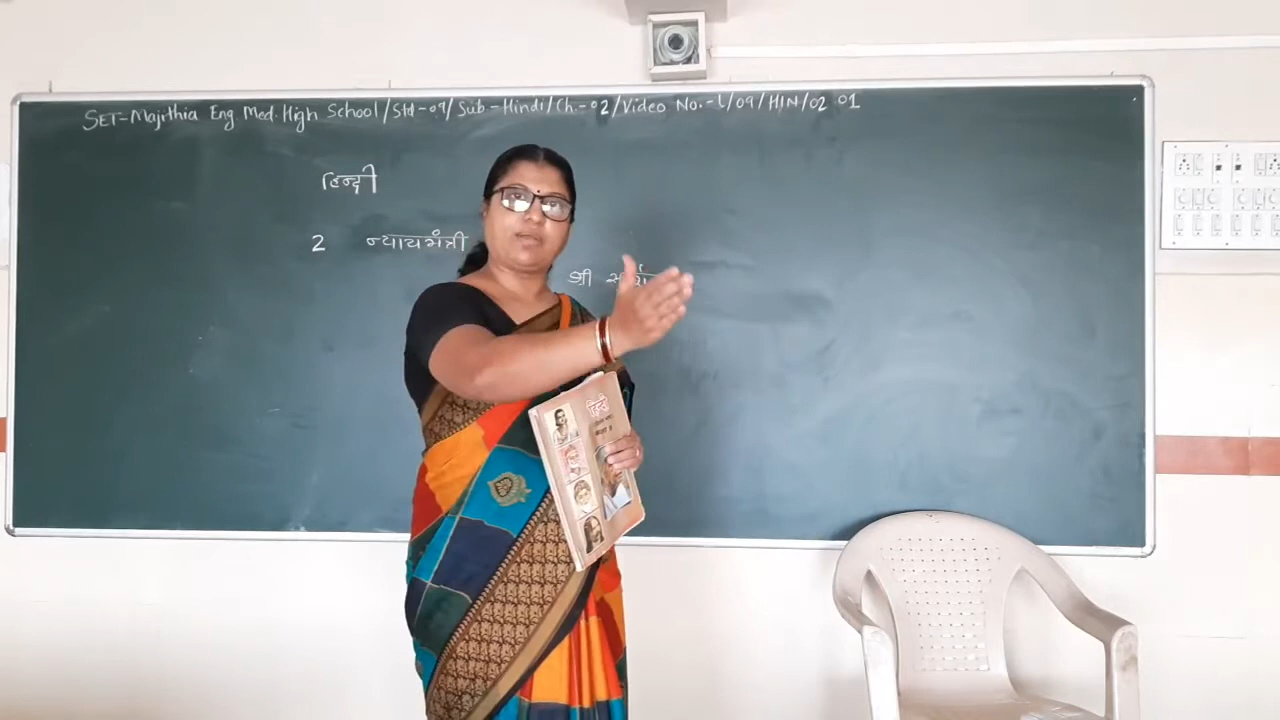 SET-Majithia Eng Med. High School/Std-09/Sub-Hindi/Ch.-02/Video No.-L/09/HIN/02 01
हिन्दी
2 न्यायमंत्री
श्री
हिन्दी